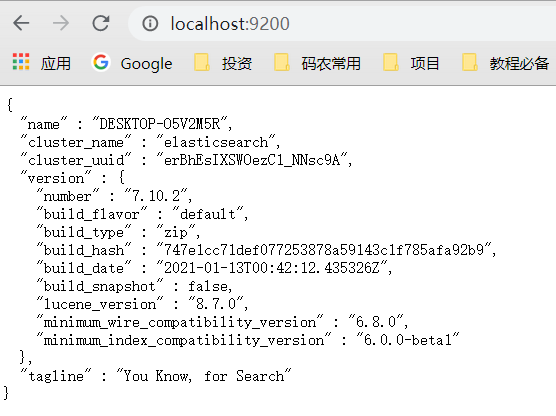 localhost:9200
应用 Google 投资 码农常用 项目 教程必备
{
"name" : "DESKTOP-O5V2M5R",
"cluster_name" : "elasticsearch",
"cluster_uuid" : "erBhEsIXSWOezCl_NNsc9A",
"version" : {
"number" : "7.10.2",
"build_flavor" : "default",
"build_type" : "zip",
"build_hash" : "747e1cc71def077253878a59143c1f785afa92b9",
"build_date" : "2021-01-13T00:42:12.435326Z",
"build_snapshot" : false,
"lucene_version" : "8.7.0",
"minimum_wire_compatibility_version" : "6.8.0",
"minimum_index_compatibility_version" : "6.0.0-beta1"
},
"tagline" : "You Know, for Search"
}